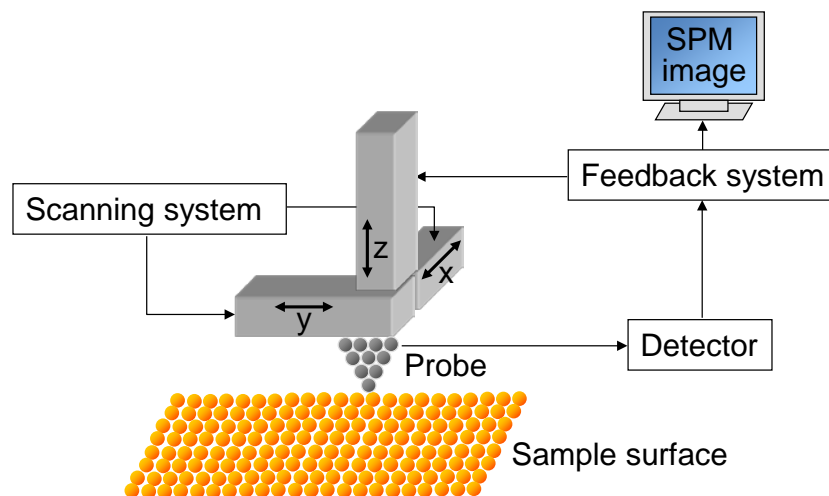 SPM
image
Scanning system
Feedback system
z
x
y
Detector
Probe
Sample surface